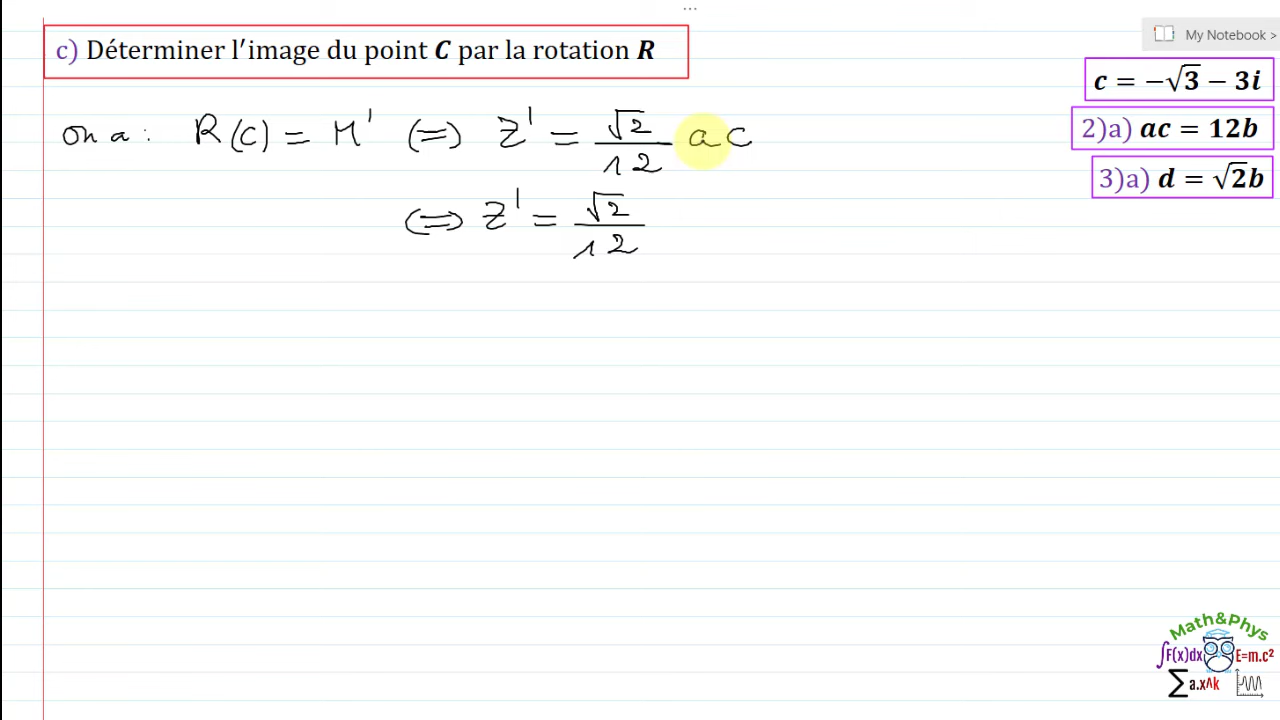 ...
c) Déterminer l'image du point C par la rotation R
My Notebook >
c = −√3 − 3i
2)a) ac = 12b
3)a) d = √2b
on a : R(C) = M' (⟺) Z' = √2/12 ac
(⟺) Z' = √2/12
Math&Phys
∫F(x)dx E=m.c²
∑ a.x^k